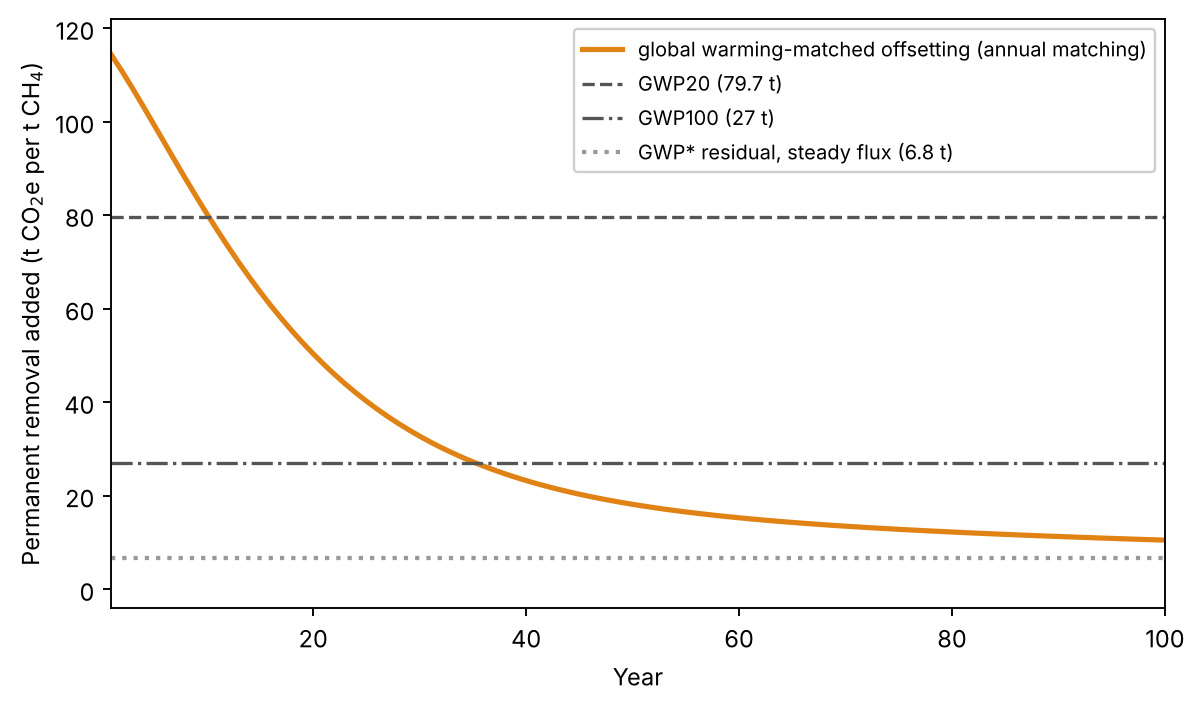 Permanent removal added (t CO₂e per t CH₄)
120
100
80
60
40
20
0
global warming-matched offsetting (annual matching)
GWP20 (79.7 t)
GWP100 (27 t)
GWP* residual, steady flux (6.8 t)
20
40
60
80
100
Year